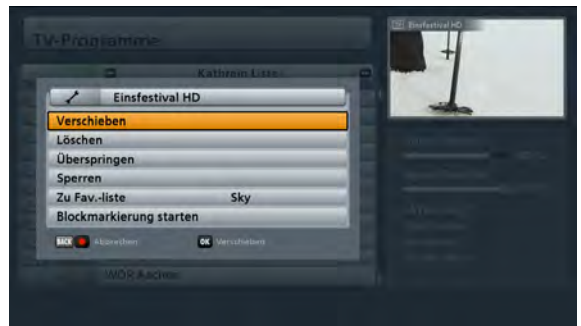 TV-Programme
Einsfestival HD
Kathrein Liste
Einsfestival HD
Verschieben
Löschen
Überspringen
Sperren
Zu Fav.-liste Sky
Blockmarkierung starten
BACK Abbrechen OK Verschieben
WDR Aachen